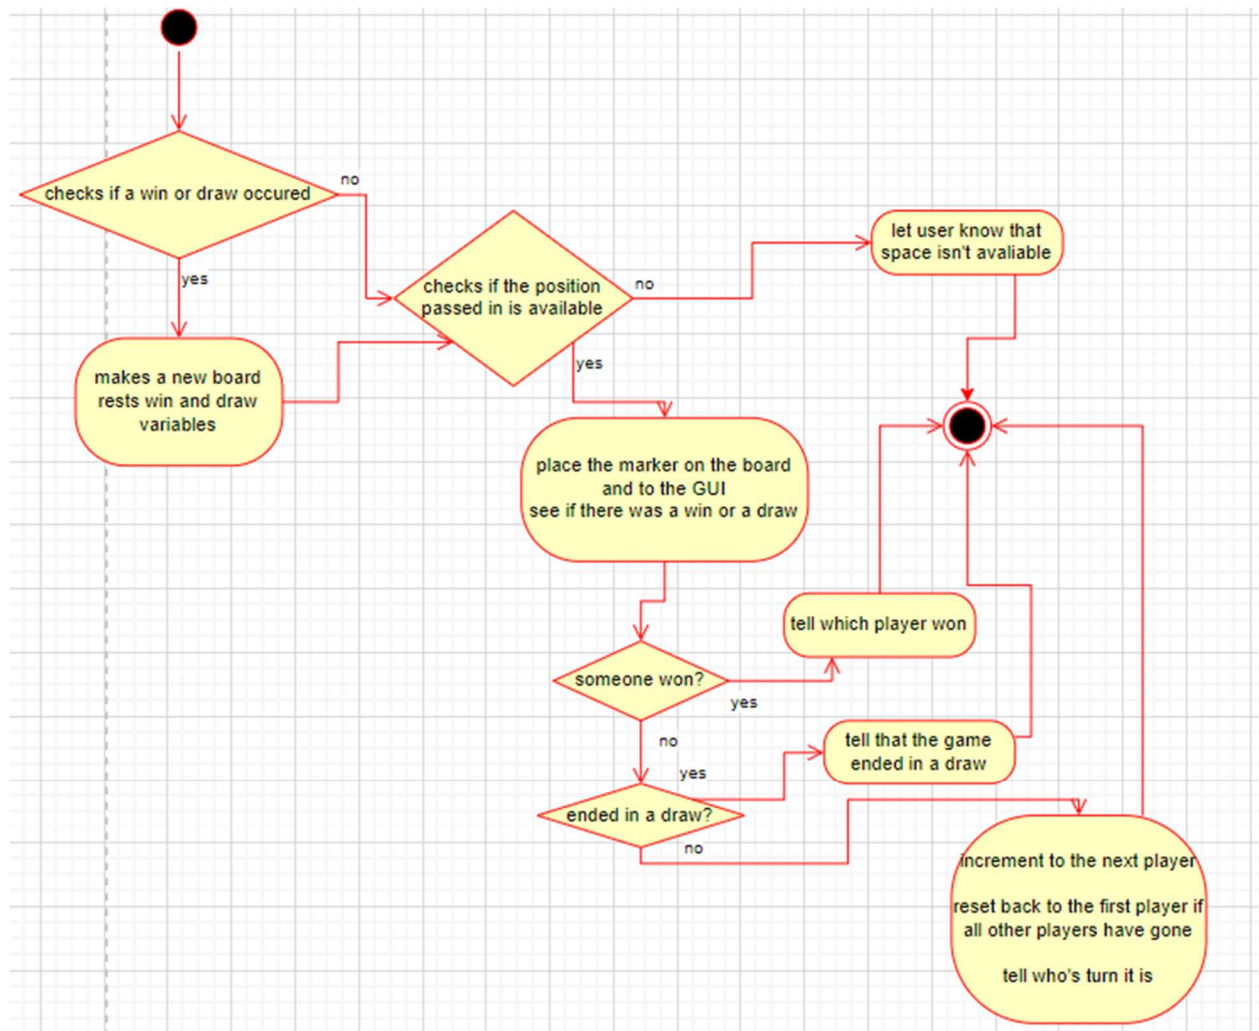 checks if a win or draw occured
no
yes
makes a new board
rests win and draw
variables
checks if the position
passed in is available
no
let user know that
space isn't avaliable
yes
place the marker on the board
and to the GUI
see if there was a win or a draw
someone won?
yes
tell which player won
no
yes
tell that the game
ended in a draw
ended in a draw?
no
increment to the next player
reset back to the first player if
all other players have gone
tell who's turn it is